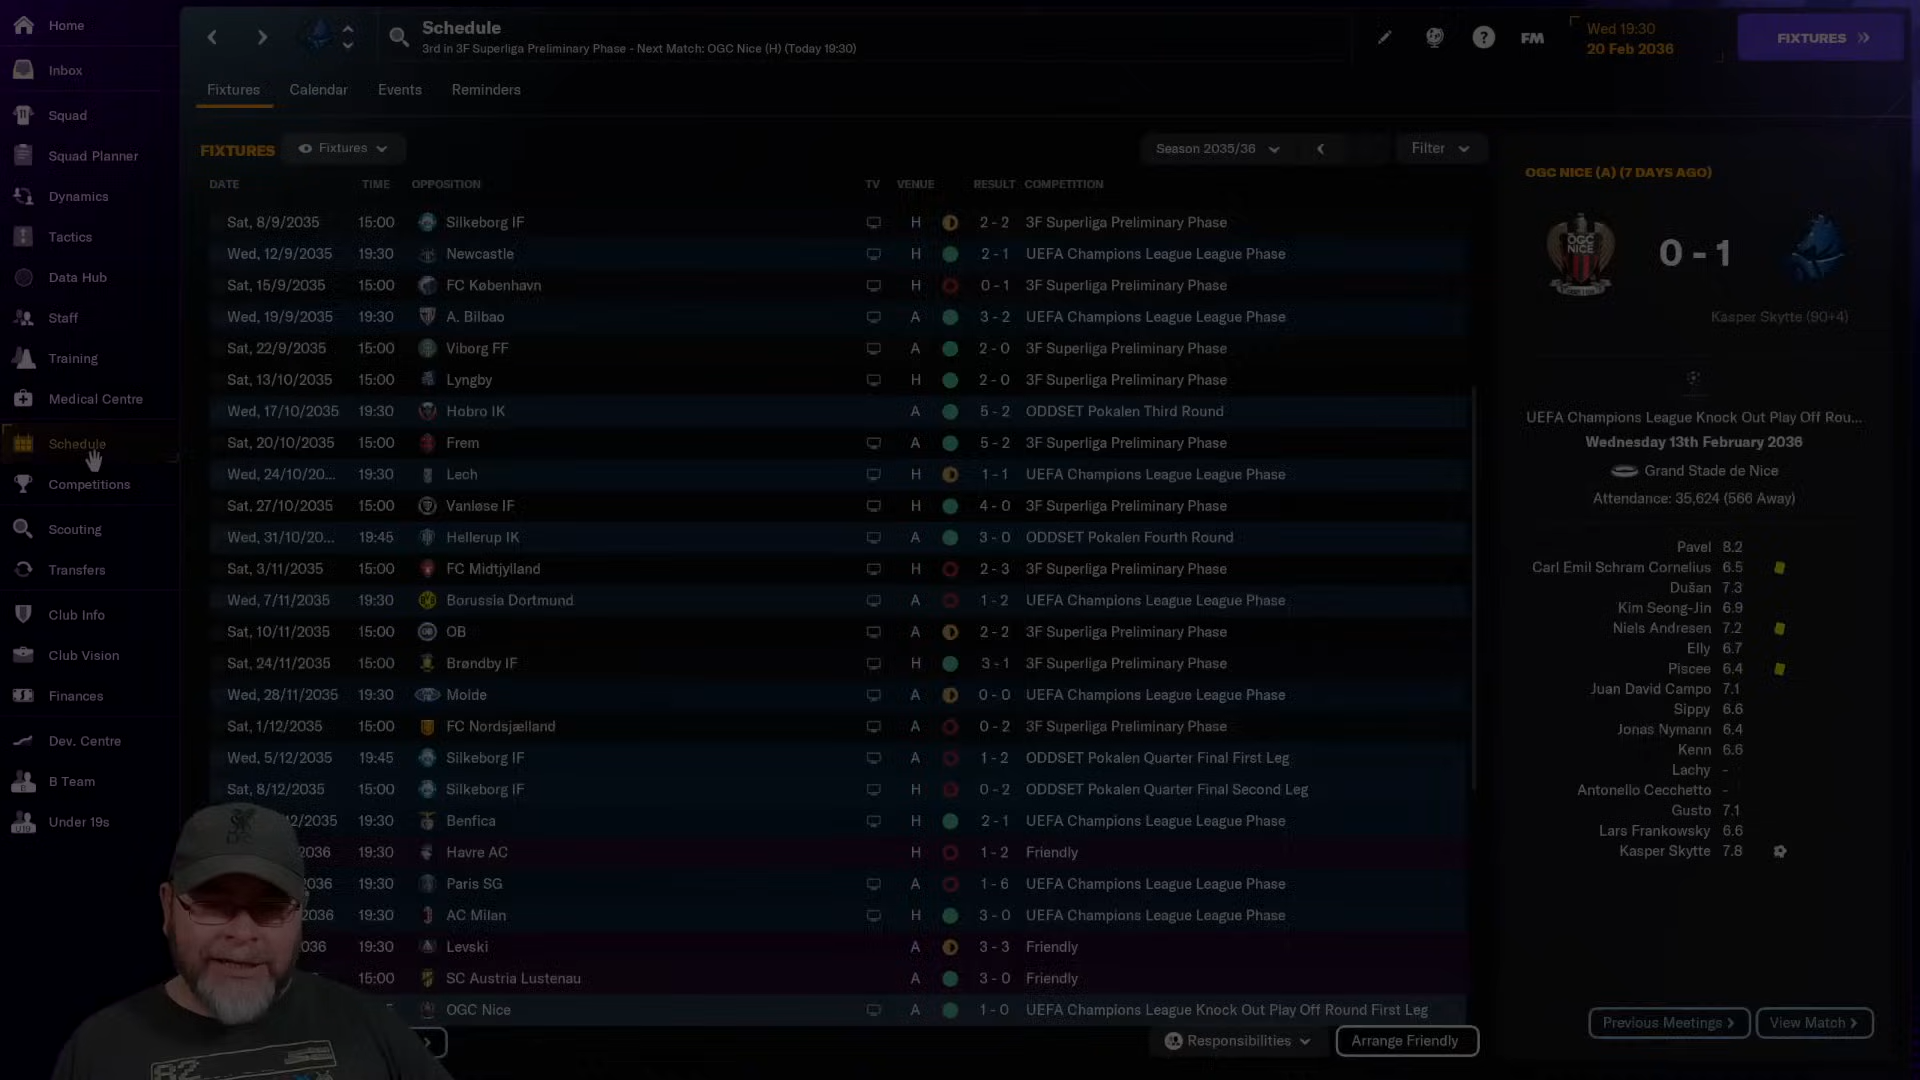 Home
Inbox
Squad
Squad Planner
Dynamics
Tactics
Data Hub
Staff
Training
Medical Centre
Schedule
Competitions
Scouting
Transfers
Club Info
Club Vision
Finances
Dev. Centre
B Team
Under 19s
Schedule
3rd in 3F Superliga Preliminary Phase - Next Match: OGC Nice (H) (Today 19:30)
FM
Wed 19:30
20 Feb 2036
FIXTURES
Fixtures Calendar Events Reminders
FIXTURES Fixtures Season 2035/36 Filter
DATE TIME OPPOSITION TV VENUE RESULT COMPETITION
Sat, 8/9/2035 15:00 Silkeborg IF H 2 - 2 3F Superliga Preliminary Phase
Wed, 12/9/2035 19:30 Newcastle H 2 - 1 UEFA Champions League League Phase
Sat, 15/9/2035 15:00 FC København H 0 - 1 3F Superliga Preliminary Phase
Wed, 19/9/2035 19:30 A. Bilbao A 3 - 2 UEFA Champions League League Phase
Sat, 22/9/2035 15:00 Viborg FF A 2 - 0 3F Superliga Preliminary Phase
Sat, 13/10/2035 15:00 Lyngby H 2 - 0 3F Superliga Preliminary Phase
Wed, 17/10/2035 19:30 Hobro IK A 5 - 2 ODDSET Pokalen Third Round
Sat, 20/10/2035 15:00 Frem A 5 - 2 3F Superliga Preliminary Phase
Wed, 24/10/20... 19:30 Lech H 1 - 1 UEFA Champions League League Phase
Sat, 27/10/2035 15:00 Vanløse IF H 4 - 0 3F Superliga Preliminary Phase
Wed, 31/10/20... 19:45 Hellerup IK A 3 - 0 ODDSET Pokalen Fourth Round
Sat, 3/11/2035 15:00 FC Midtjylland H 2 - 3 3F Superliga Preliminary Phase
Wed, 7/11/2035 19:30 Borussia Dortmund A 1 - 2 UEFA Champions League League Phase
Sat, 10/11/2035 15:00 OB A 2 - 2 3F Superliga Preliminary Phase
Sat, 24/11/2035 15:00 Brøndby IF H 3 - 1 3F Superliga Preliminary Phase
Wed, 28/11/2035 19:30 Molde A 0 - 0 UEFA Champions League League Phase
Sat, 1/12/2035 15:00 FC Nordsjælland A 0 - 2 3F Superliga Preliminary Phase
Wed, 5/12/2035 19:45 Silkeborg IF A 1 - 2 ODDSET Pokalen Quarter Final First Leg
Sat, 8/12/2035 15:00 Silkeborg IF H 0 - 2 ODDSET Pokalen Quarter Final Second Leg
12/2035 19:30 Benfica H 2 - 1 UEFA Champions League League Phase
036 19:30 Havre AC H 1 - 2 Friendly
036 19:30 Paris SG A 1 - 6 UEFA Champions League League Phase
036 19:30 AC Milan H 3 - 0 UEFA Champions League League Phase
036 19:30 Levski A 3 - 3 Friendly
15:00 SC Austria Lustenau A 3 - 0 Friendly
OGC Nice A 1 - 0 UEFA Champions League Knock Out Play Off Round First Leg
Responsibilities Arrange Friendly
OGC NICE (A) (7 DAYS AGO)
OGC NICE
0 - 1
Kasper Skytte (90+4)
UEFA Champions League Knock Out Play Off Rou...
Wednesday 13th February 2036
Grand Stade de Nice
Attendance: 35,624 (566 Away)
Pavel 8.2
Carl Emil Schram Cornelius 6.5
Dušan 7.3
Kim Seong-Jin 6.9
Niels Andresen 7.2
Elly 6.7
Piscee 6.4
Juan David Campo 7.1
Sippy 6.6
Jonas Nymann 6.4
Kenn 6.6
Lachy -
Antonello Cecchetto -
Gusto 7.1
Lars Frankowsky 6.6
Kasper Skytte 7.8
Previous Meetings View Match